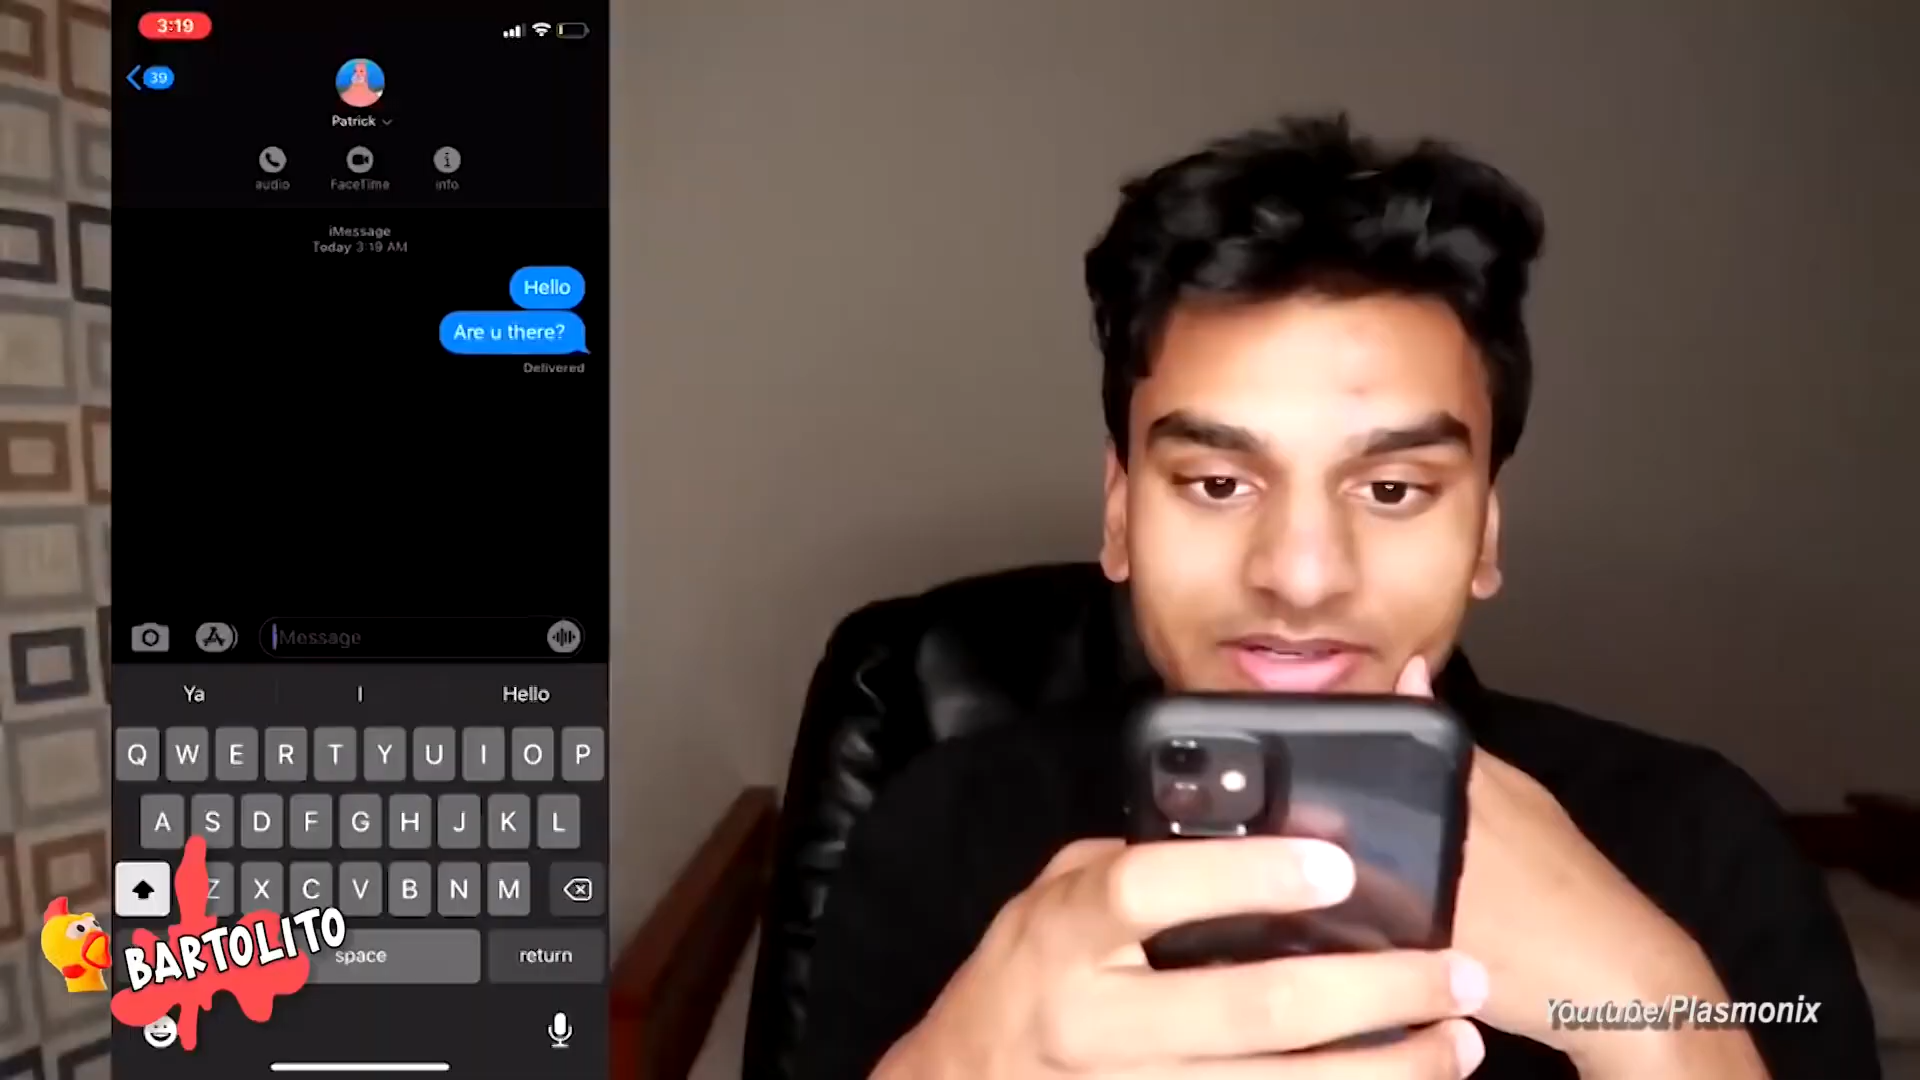 3:19
39
Patrick
audio
FaceTime
info
iMessage
Today 3:19 AM
Hello
Are u there?
Delivered
iMessage
Ya
I
Hello
Q W E R T Y U I O P
A S D F G H J K L
Z X C V B N M
space
return
BARTOLITO
Youtube/Plasmonix